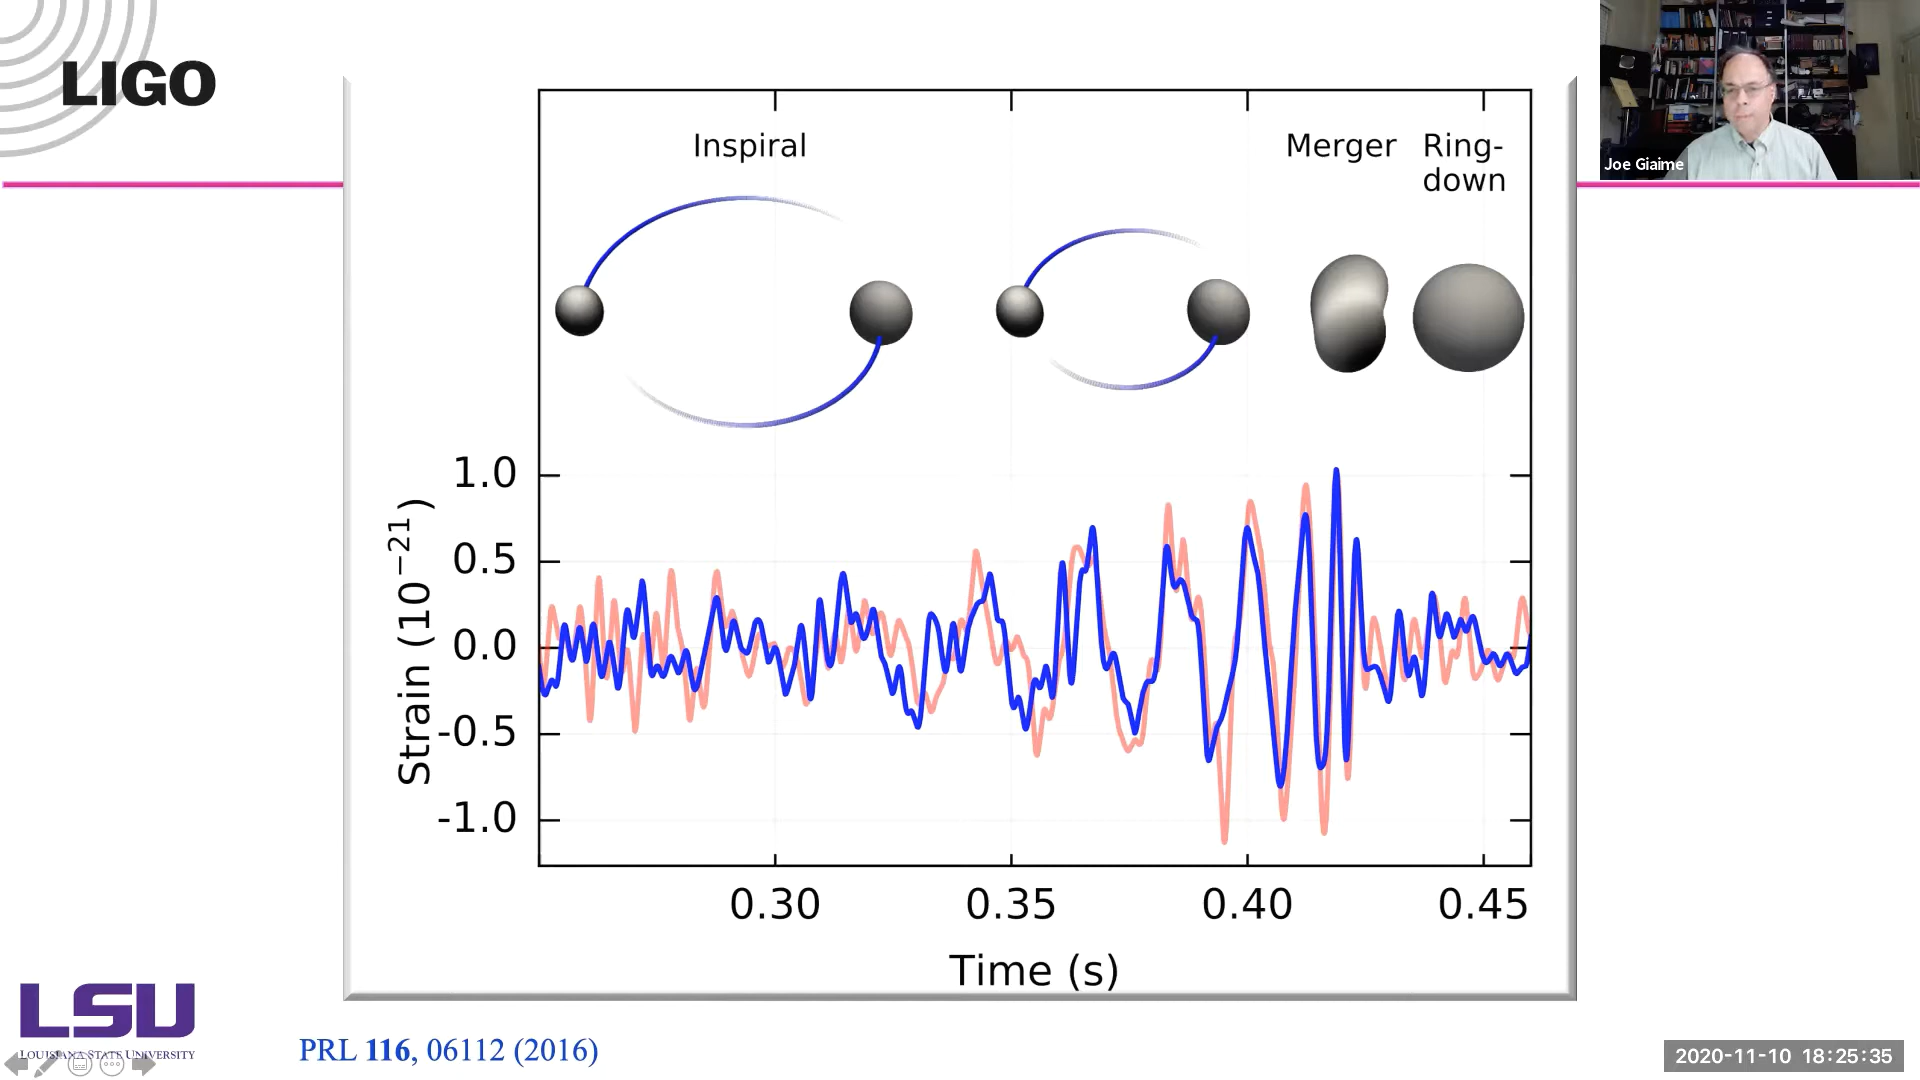 LIGO
Joe Giaime
Inspiral
Merger
Ring-
down
1.0
0.5
0.0
-0.5
-1.0
Strain (10⁻²¹)
0.30 0.35 0.40 0.45
Time (s)
LSU
LOUISIANA STATE UNIVERSITY
PRL 116, 06112 (2016)
2020-11-10 18:25:35